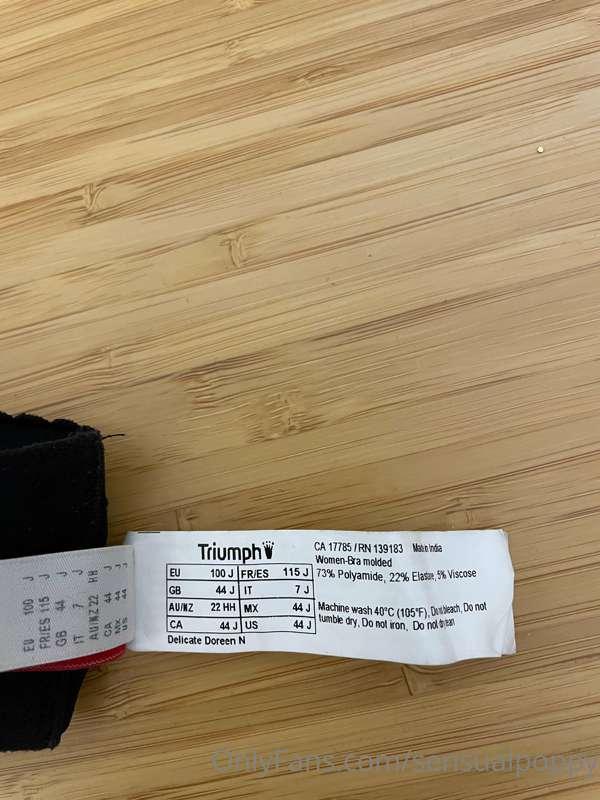 Triumph
EU 100 J FR/ES 115 J
GB 44 J IT 7 J
AU/NZ 22 HH MX 44 J
CA 44 J US 44 J
Delicate Doreen N
CA 17785 / RN 139183 Made in India
Women-Bra molded
73% Polyamide, 22% Elastane, 5% Viscose
Machine wash 40°C (105°F), Do not bleach, Do not
tumble dry, Do not iron, Do not dry clean
EU 100 J
FR/ES 115 J
GB 44 J
IT 7 J
AU/NZ 22 HH
CA 44 J
MX 44 J
US 44 J
OnlyFans.com/sensualpoppy